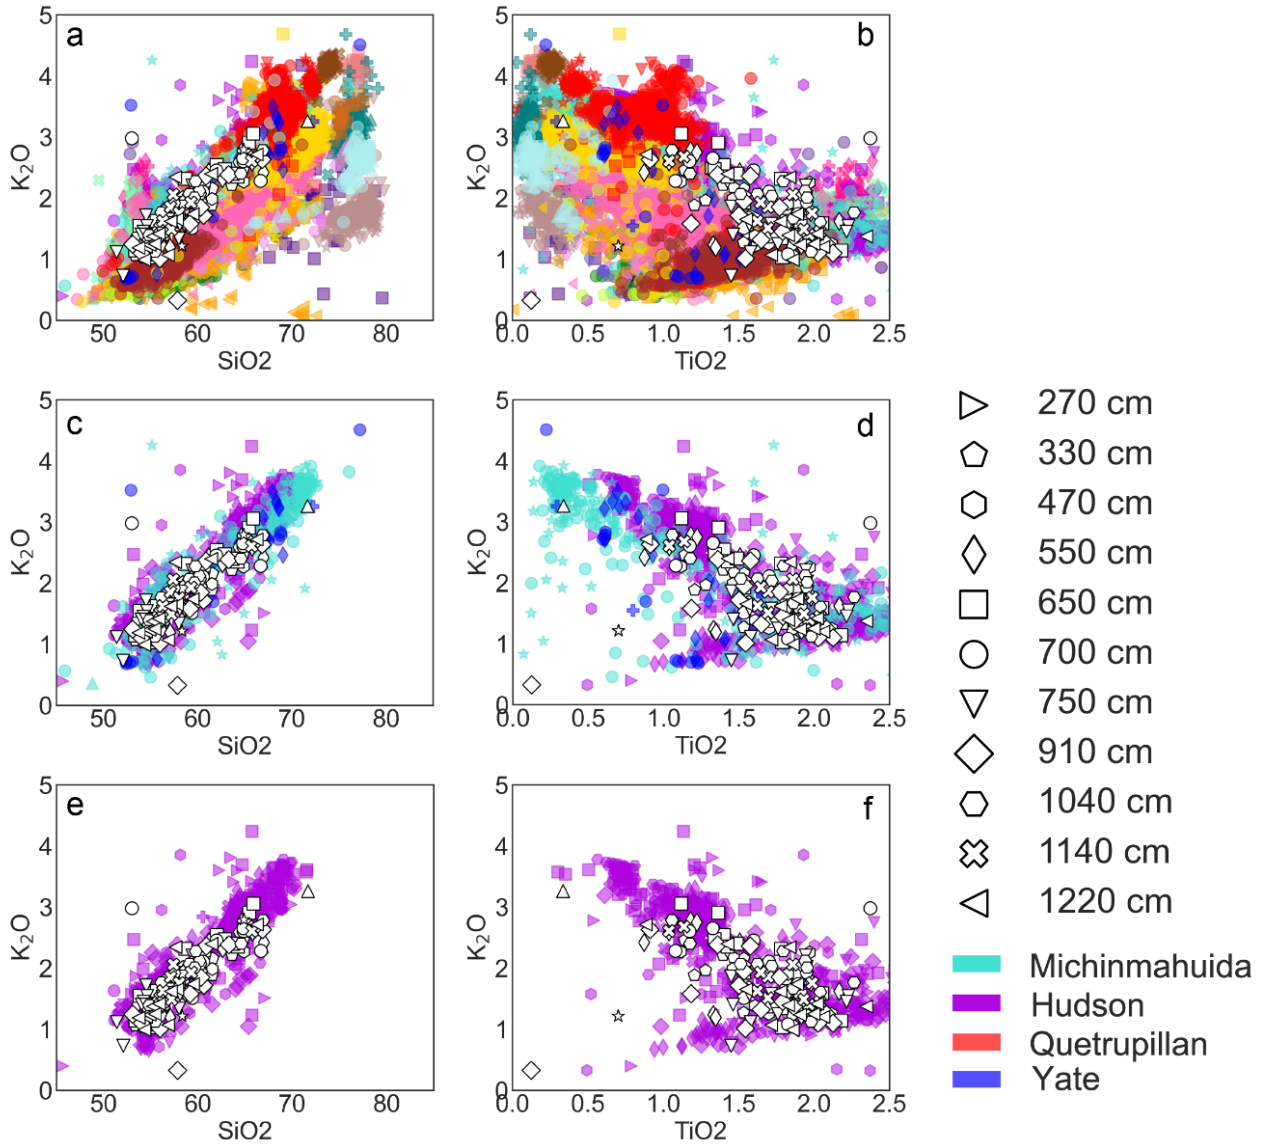 a
5
4
3
2
1
0
K₂O
50 60 70 80
SiO2
b
5
4
3
2
1
0
K₂O
0.0 0.5 1.0 1.5 2.0 2.5
TiO2
c
5
4
3
2
1
0
K₂O
50 60 70 80
SiO2
d
5
4
3
2
1
0
K₂O
0.0 0.5 1.0 1.5 2.0 2.5
TiO2
e
5
4
3
2
1
0
K₂O
50 60 70 80
SiO2
f
5
4
3
2
1
0
K₂O
0.0 0.5 1.0 1.5 2.0 2.5
TiO2
270 cm
330 cm
470 cm
550 cm
650 cm
700 cm
750 cm
910 cm
1040 cm
1140 cm
1220 cm
Michinmahuida
Hudson
Quetrupillan
Yate